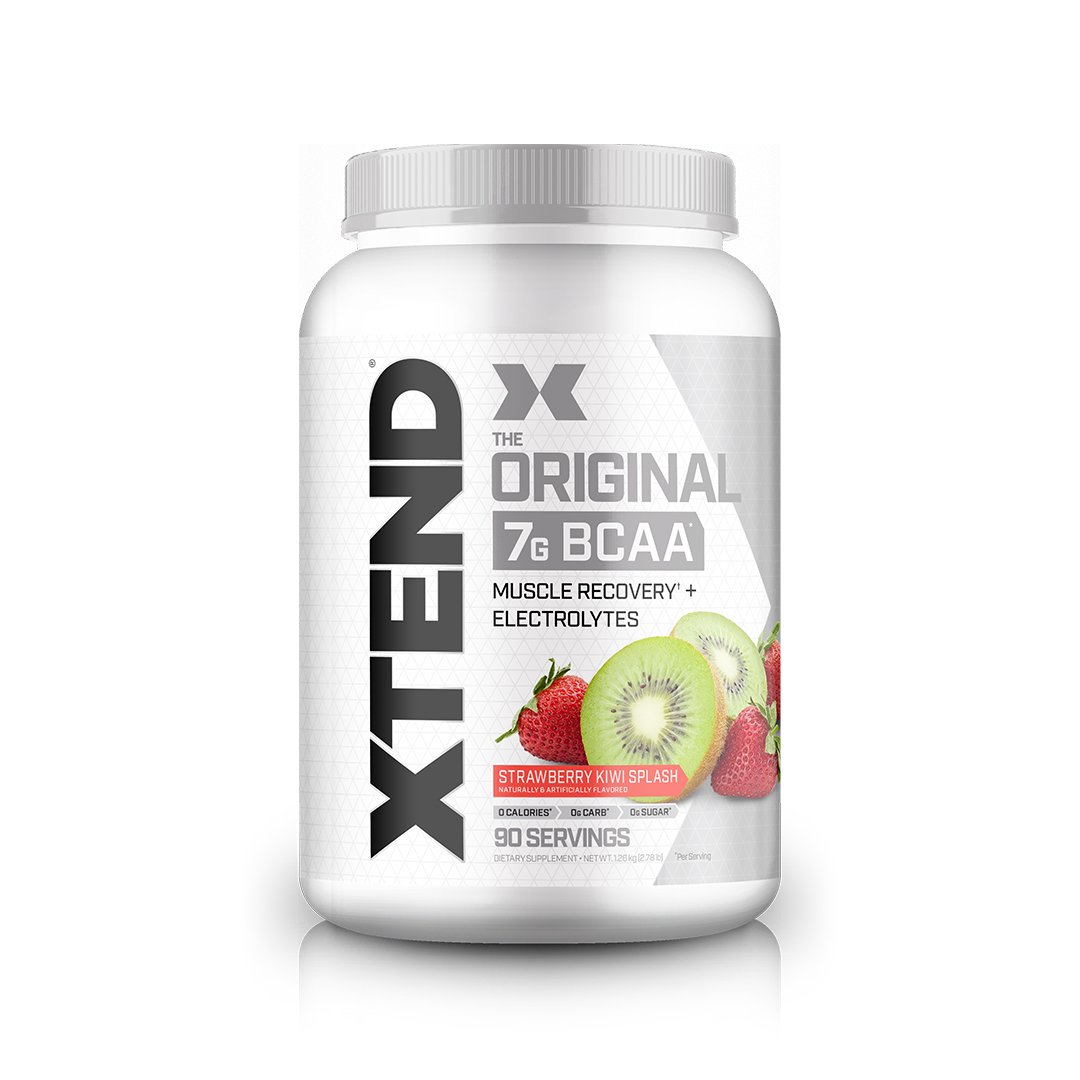 XTEND®
THE
ORIGINAL
7G BCAA*
MUSCLE RECOVERY† +
ELECTROLYTES
STRAWBERRY KIWI SPLASH
NATURALLY & ARTIFICIALLY FLAVORED
0 CALORIES* 0G CARB* 0G SUGAR*
90 SERVINGS
DIETARY SUPPLEMENT • NET WT. 1.26 kg (2.78 lb) *Per Serving